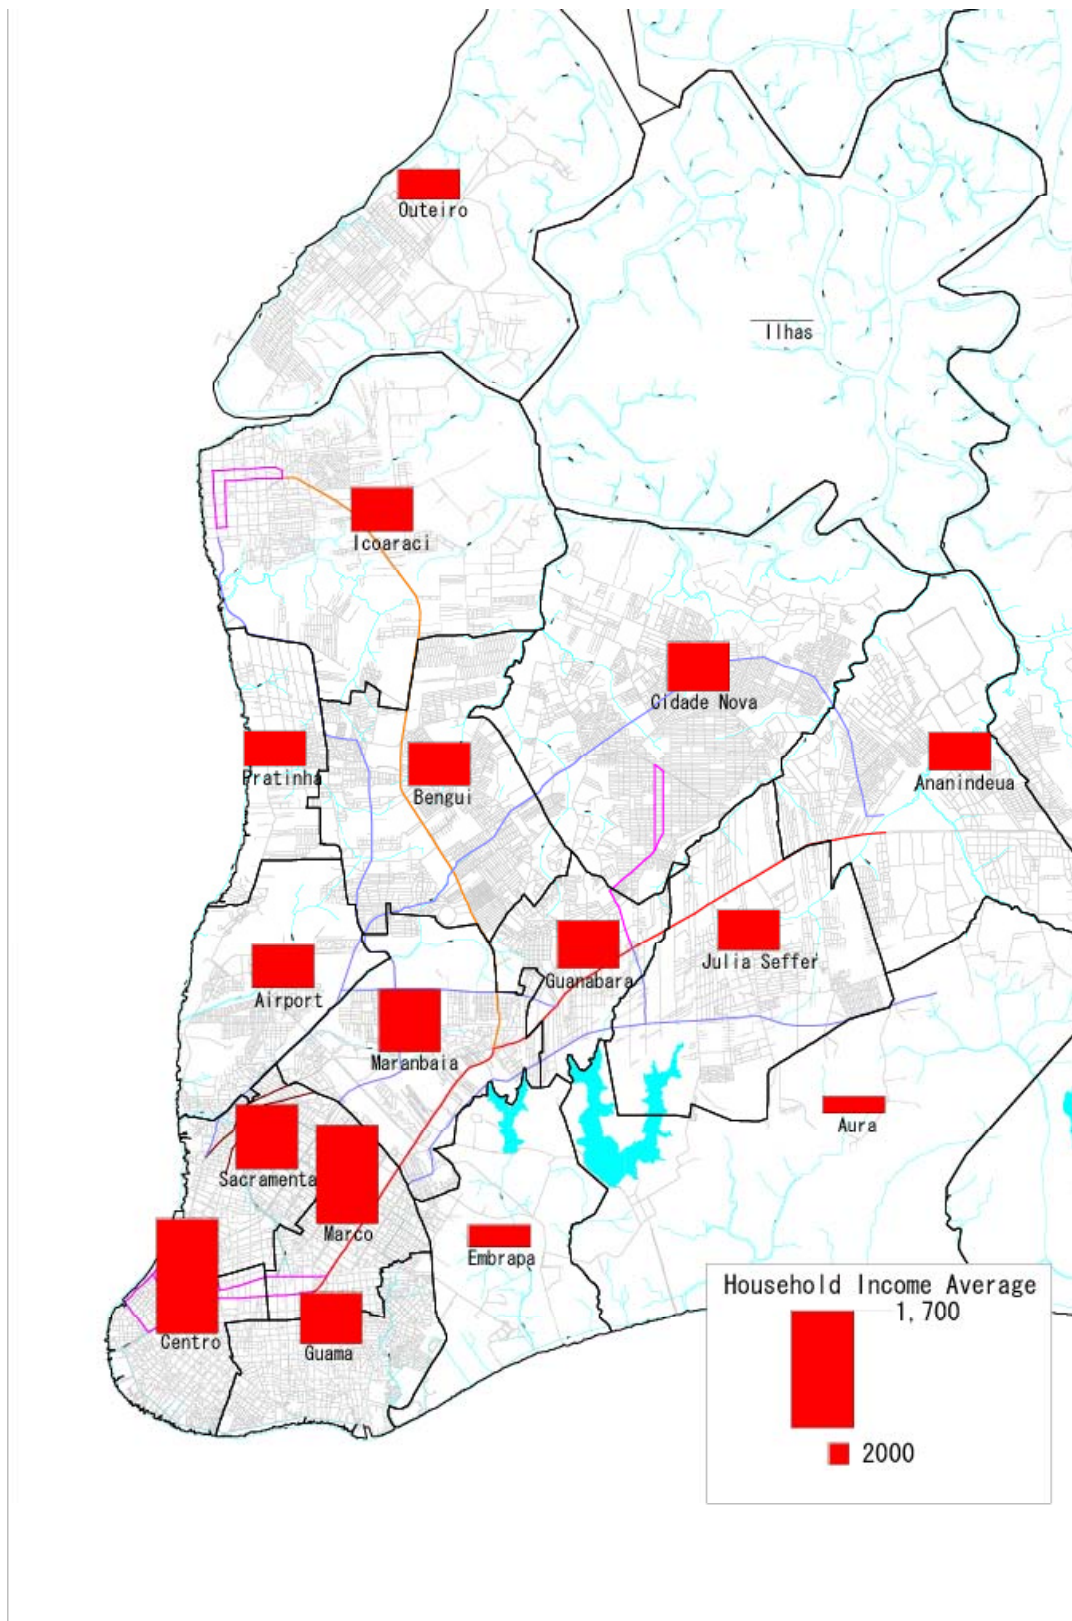 Outeiro
Ilhas
Icoaraci
Cidade Nova
Pratinha
Bengui
Ananindeua
Julia Seffer
Guanabara
Airport
Maranbaia
Aura
Sacramenta
Marco
Embrapa
Centro
Guama
Household Income Average
1,700
2000